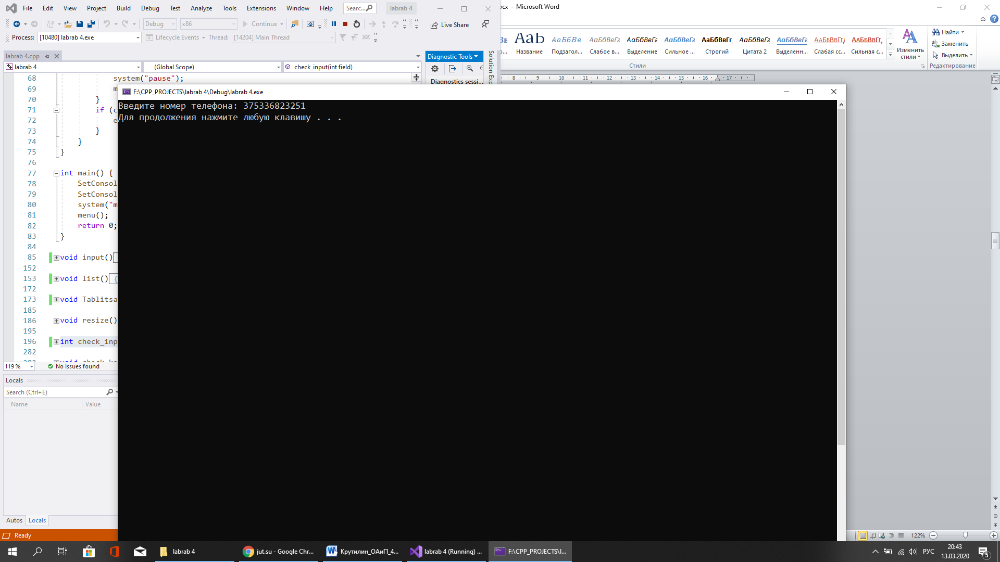 File Edit View Project Build Debug Test Analyze Tools Extensions Window Help Searc... labrab 4
Debug x86 Continue Live Share
Process: [10480] labrab 4.exe Lifecycle Events Thread: [14204] Main Thread
labrab 4.cpp
labrab 4 (Global Scope) check_input(int field)
Diagnostic Tools
Diagnostics sessi...
Solution Exp
68 system("pause");
69 m
70 }
71 if (c
72 e
73 }
74 }
75 }
76
77 int main() {
78 SetConsol
79 SetConsol
80 system("m
81 menu();
82 return 0;
83 }
84
85 void input()
152
153 void list() {
172
173 void Tablitsa
185
186 void resize()
195
196 int check_inp
282
119 % No issues found
Locals
Search (Ctrl+E)
Name Value
Autos Locals
Ready
F:\CPP_PROJECTS\labrab 4\Debug\labrab 4.exe
Введите номер телефона: 375336823251
Для продолжения нажмите любую клавишу . . .
ocx - Microsoft Word
АаБ АаБбВв. АаБбВвГг АаБбВвГг АаБбВвГг АаБбВвГг, АаБбВвГг АаБбВвГг ААБбВВГГ, ААБбВВГГ,
Название Подзагол... Слабое в... Выделение Сильное ... Строгий Цитата 2 Выделенн... Слабая сс... Сильная с...
Изменить стили
Найти
Заменить
Выделить
Стили Редактирование
8 9 10 11 12 13 14 15 16 17
122%
labrab 4 jut.su - Google Chr... Крутилин_ОАиП_4... labrab 4 (Running) ... F:\CPP_PROJECTS\l...
РУС
20:43
13.03.2020
5